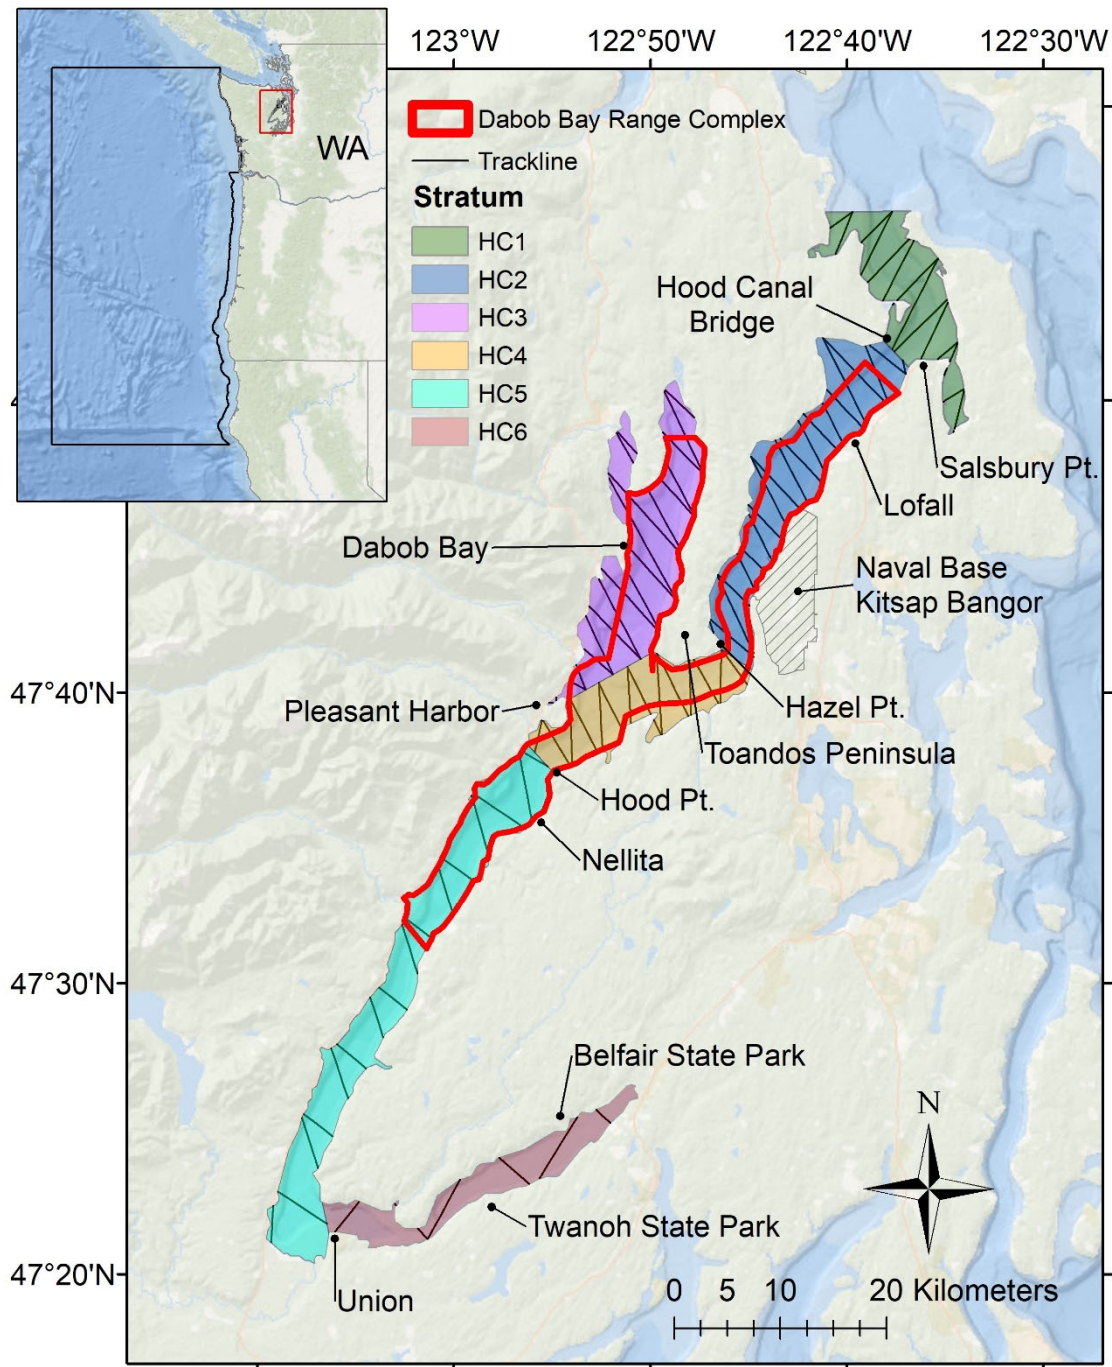 123°W
122°50'W
122°40'W
122°30'W
WA
Dabob Bay Range Complex
Trackline
Stratum
HC1
HC2
HC3
HC4
HC5
HC6
Hood Canal
Bridge
Salsbury Pt.
Lofall
Dabob Bay
Naval Base
Kitsap Bangor
47°40'N
Pleasant Harbor
Hazel Pt.
Toandos Peninsula
Hood Pt.
Nellita
47°30'N
Belfair State Park
N
Twanoh State Park
47°20'N
Union
0 5 10 20 Kilometers